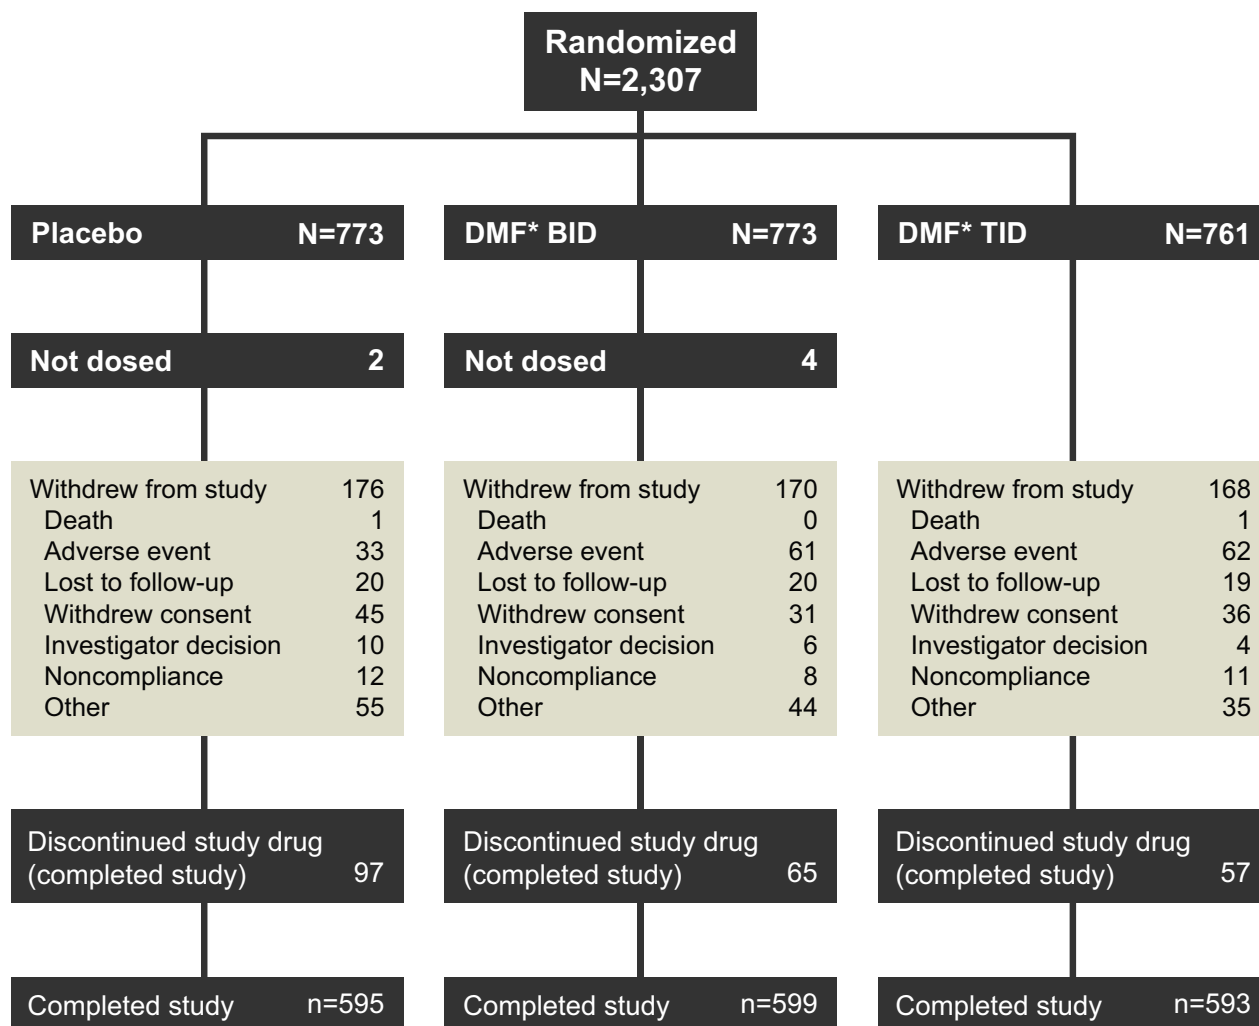 Randomized
N=2,307
Placebo N=773
DMF* BID N=773
DMF* TID N=761
Not dosed 2
Not dosed 4
Withdrew from study 176
Death 1
Adverse event 33
Lost to follow-up 20
Withdrew consent 45
Investigator decision 10
Noncompliance 12
Other 55
Withdrew from study 170
Death 0
Adverse event 61
Lost to follow-up 20
Withdrew consent 31
Investigator decision 6
Noncompliance 8
Other 44
Withdrew from study 168
Death 1
Adverse event 62
Lost to follow-up 19
Withdrew consent 36
Investigator decision 4
Noncompliance 11
Other 35
Discontinued study drug
(completed study) 97
Discontinued study drug
(completed study) 65
Discontinued study drug
(completed study) 57
Completed study n=595
Completed study n=599
Completed study n=593